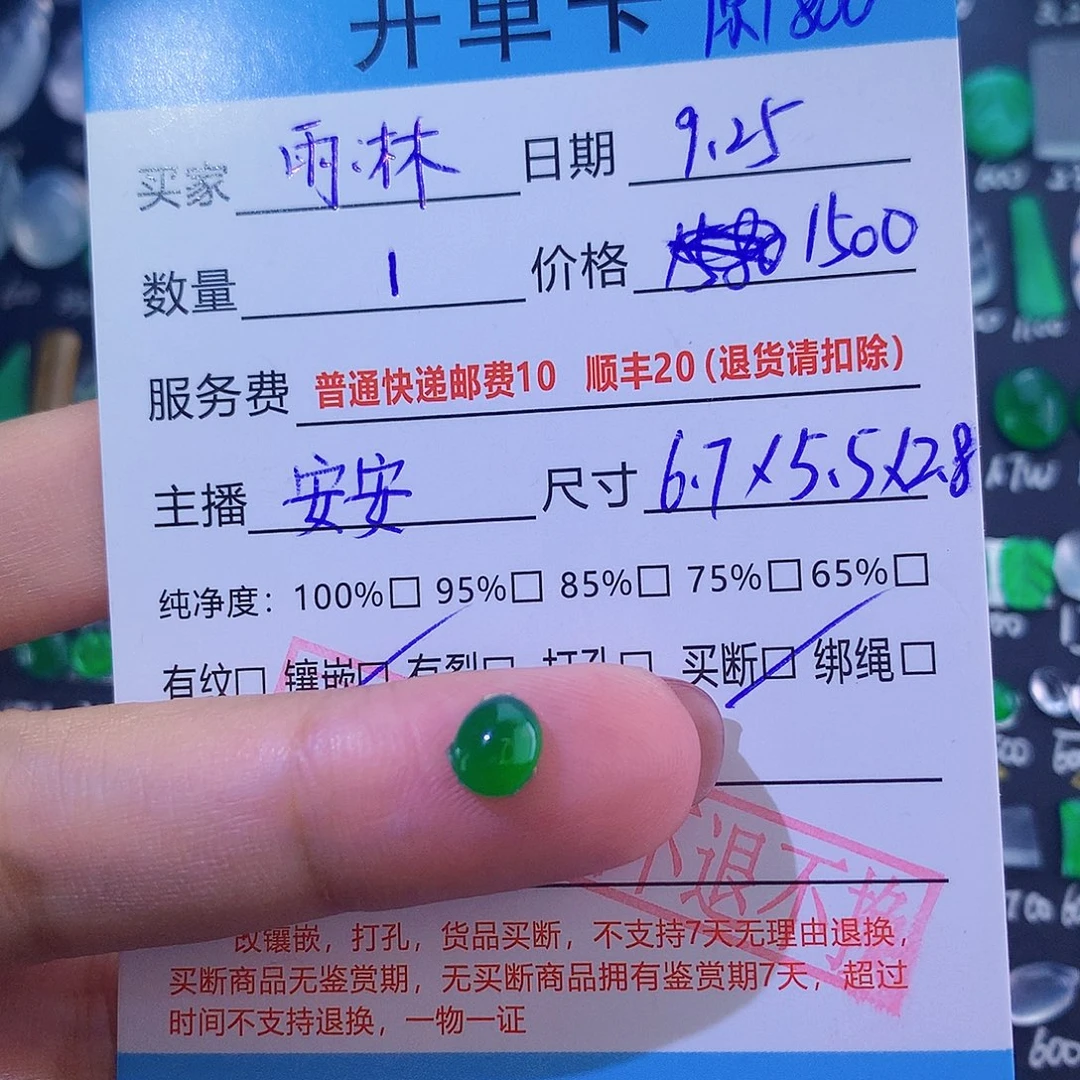 开单卡 原1800
买家 雨.林 日期 9.25
数量 1 价格 1500
服务费 普通快递邮费10 顺丰20(退货请扣除)
主播 安安 尺寸 6.7×5.5×2.8
纯净度：100%□ 95%□ 85%□ 75%□ 65%□
有纹□ 镶嵌□ 有裂□ 打孔□ 买断□ 绑绳□
不退不换
改镶嵌，打孔，货品买断，不支持7天无理由退换，
买断商品无鉴赏期，无买断商品拥有鉴赏期7天，超过
时间不支持退换，一物一证
600